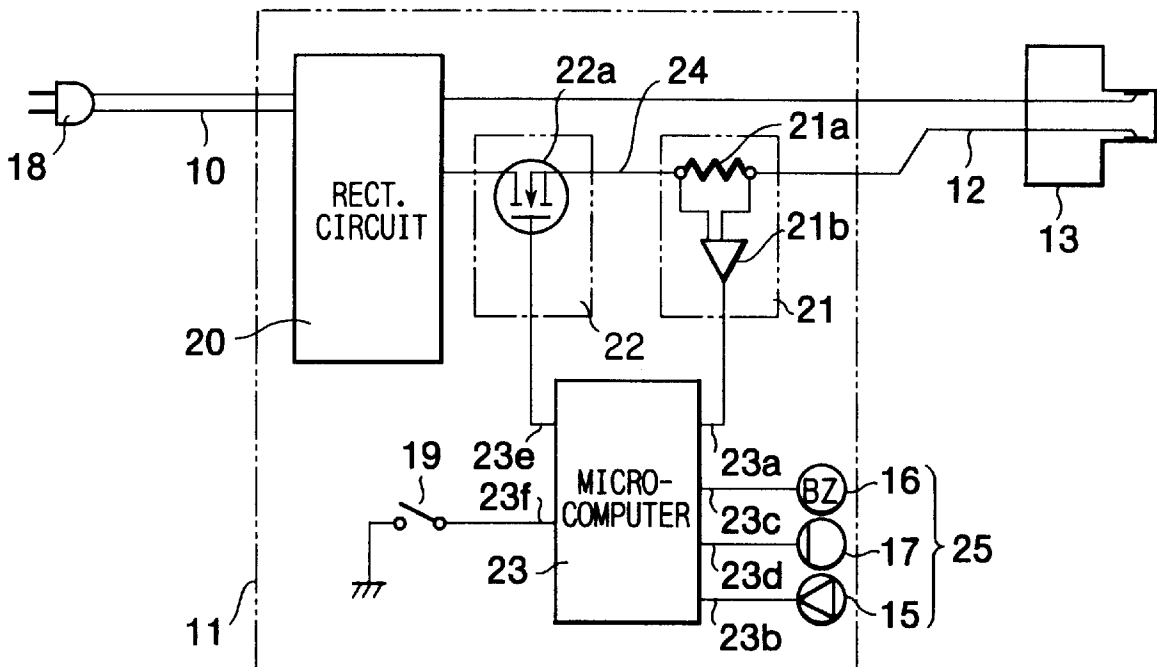 22a
24
21a
18
10
12
RECT.
CIRCUIT
21b
13
20
22
21
23e
23a
19
23f
MICRO-
COMPUTER
BZ
16
23c
17
25
23
23d
15
11
23b